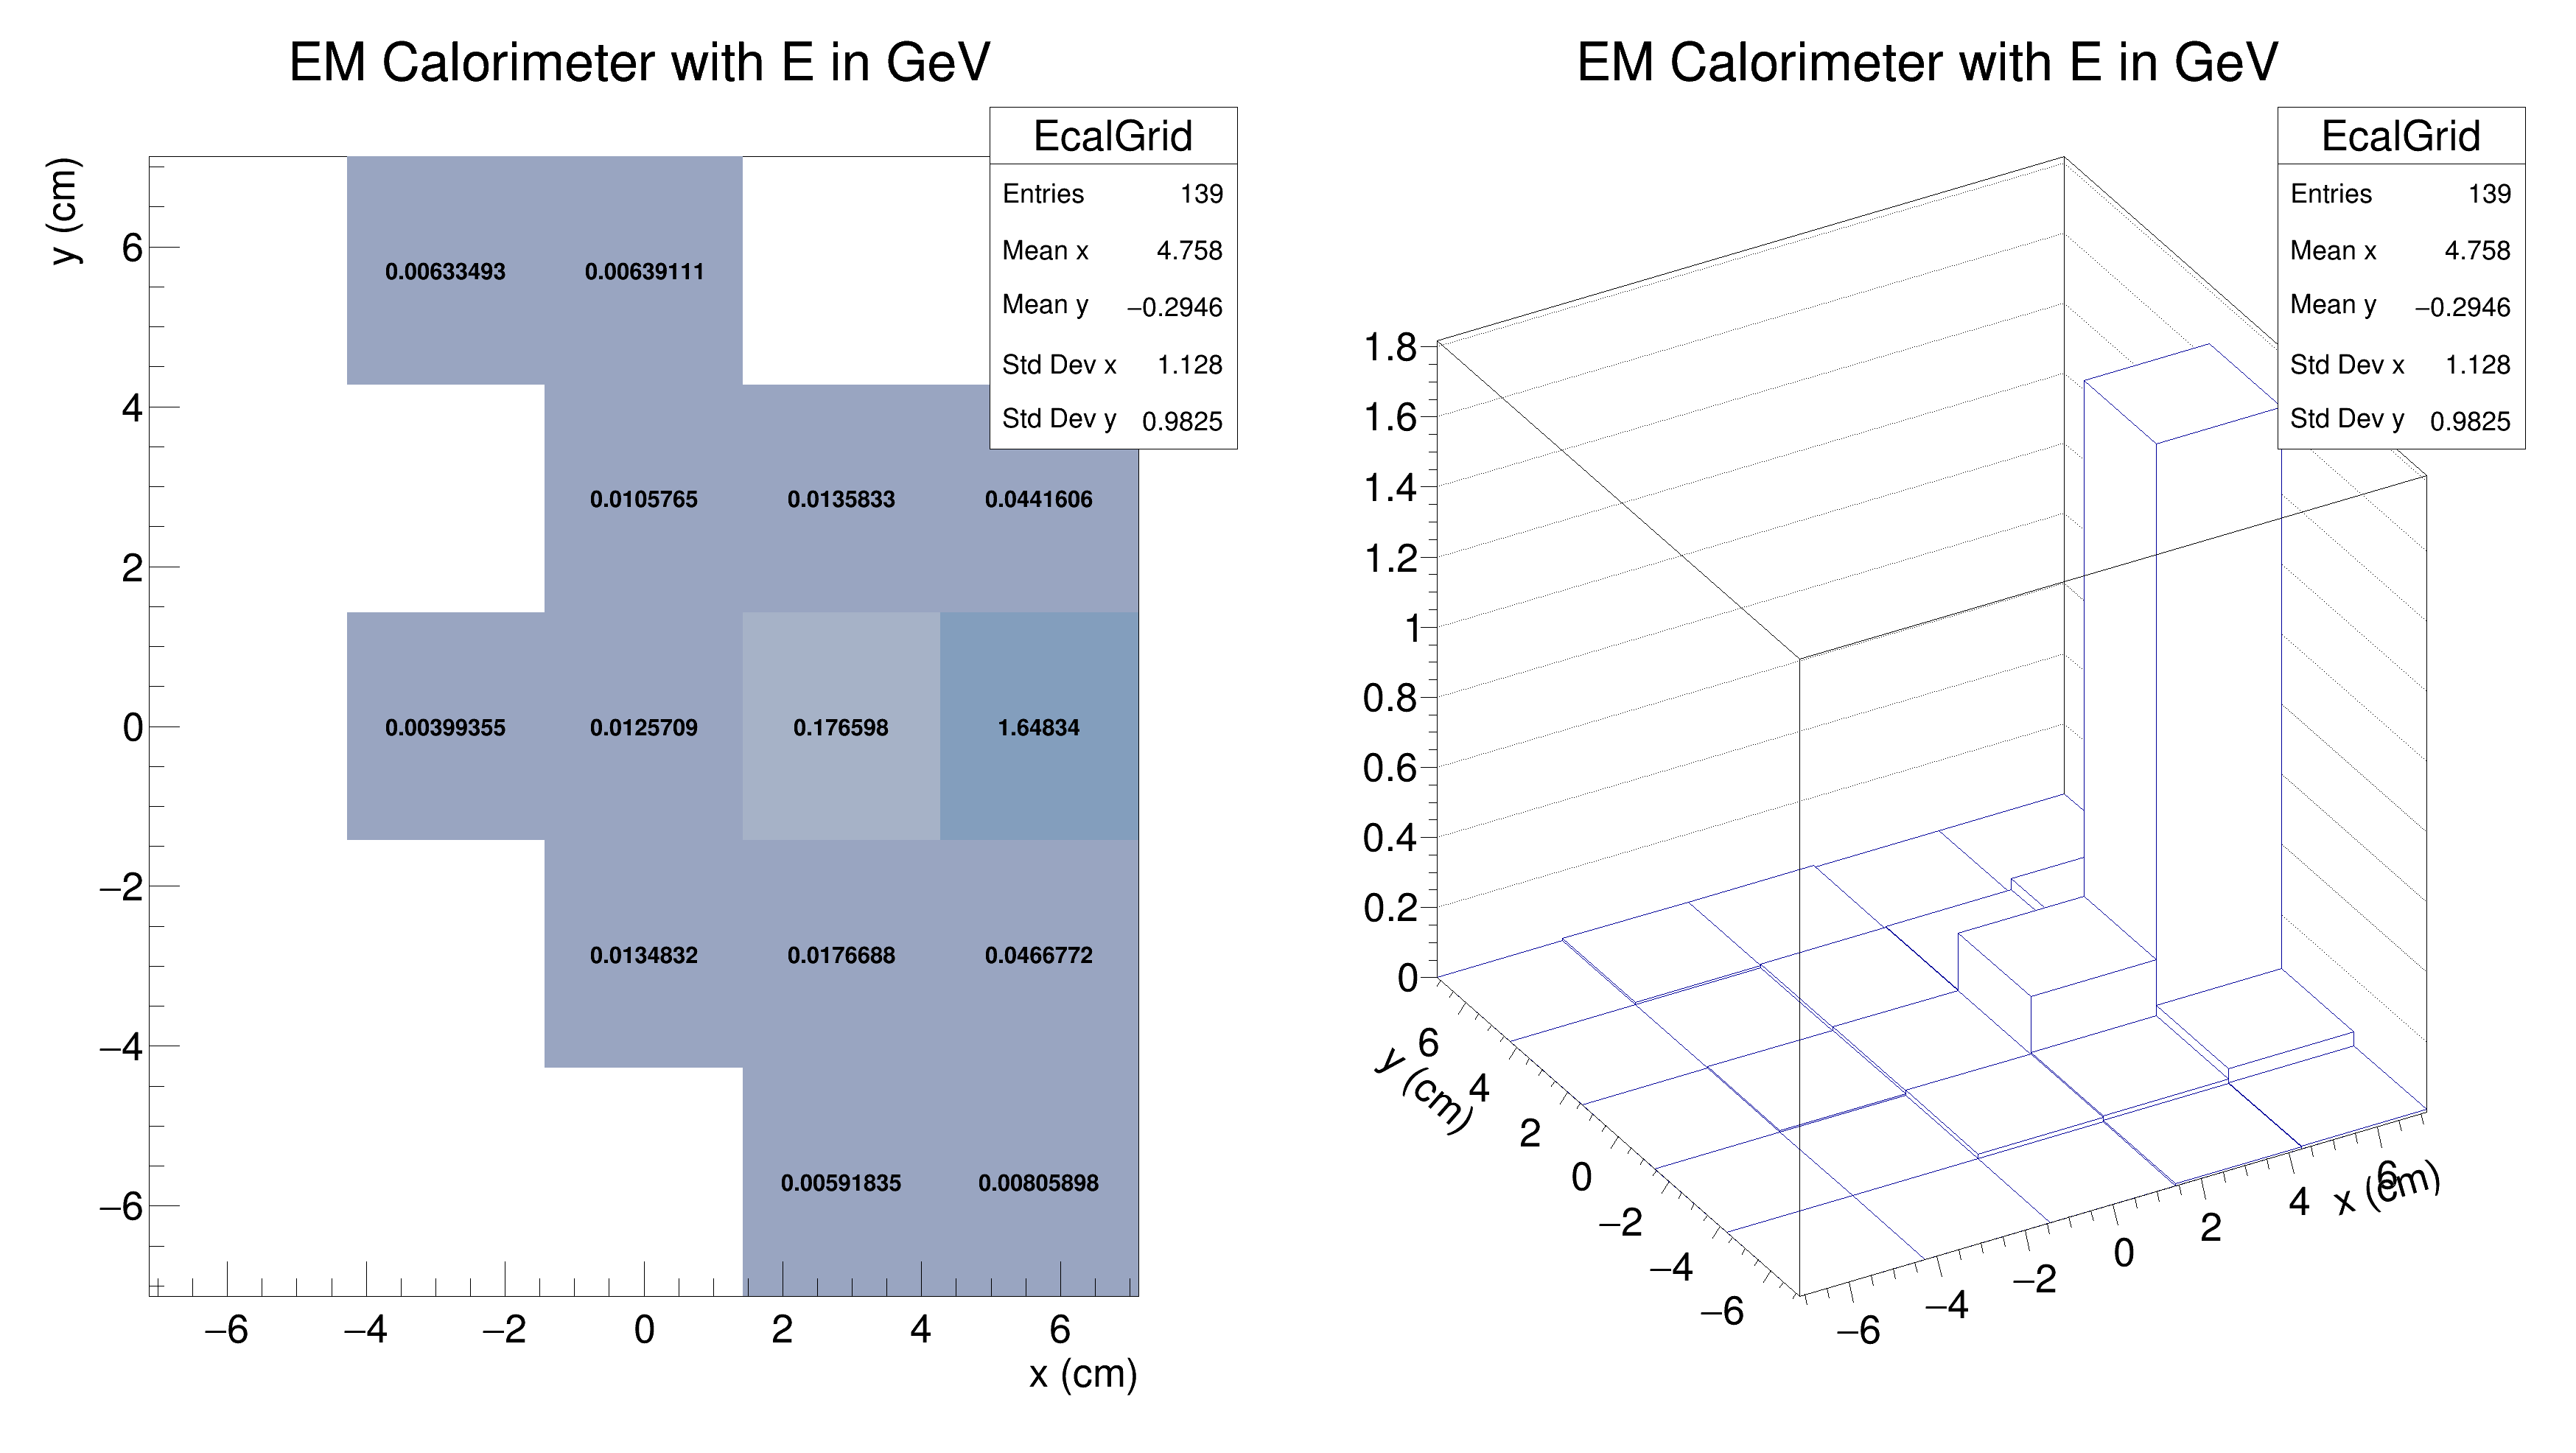 EM Calorimeter with E in GeV
EcalGrid
Entries 139
Mean x 4.758
Mean y −0.2946
Std Dev x 1.128
Std Dev y 0.9825
y (cm)
6
4
2
0
−2
−4
−6
0.00633493 0.00639111
0.0105765 0.0135833 0.0441606
0.00399355 0.0125709 0.176598 1.64834
0.0134832 0.0176688 0.0466772
0.00591835 0.00805898
−6 −4 −2 0 2 4 6
x (cm)
EM Calorimeter with E in GeV
EcalGrid
Entries 139
Mean x 4.758
Mean y −0.2946
Std Dev x 1.128
Std Dev y 0.9825
1.8
1.6
1.4
1.2
1
0.8
0.6
0.4
0.2
0
y (cm)
6
4
2
0
−2
−4
−6
−6 −4 −2 0 2 4 6
x (cm)